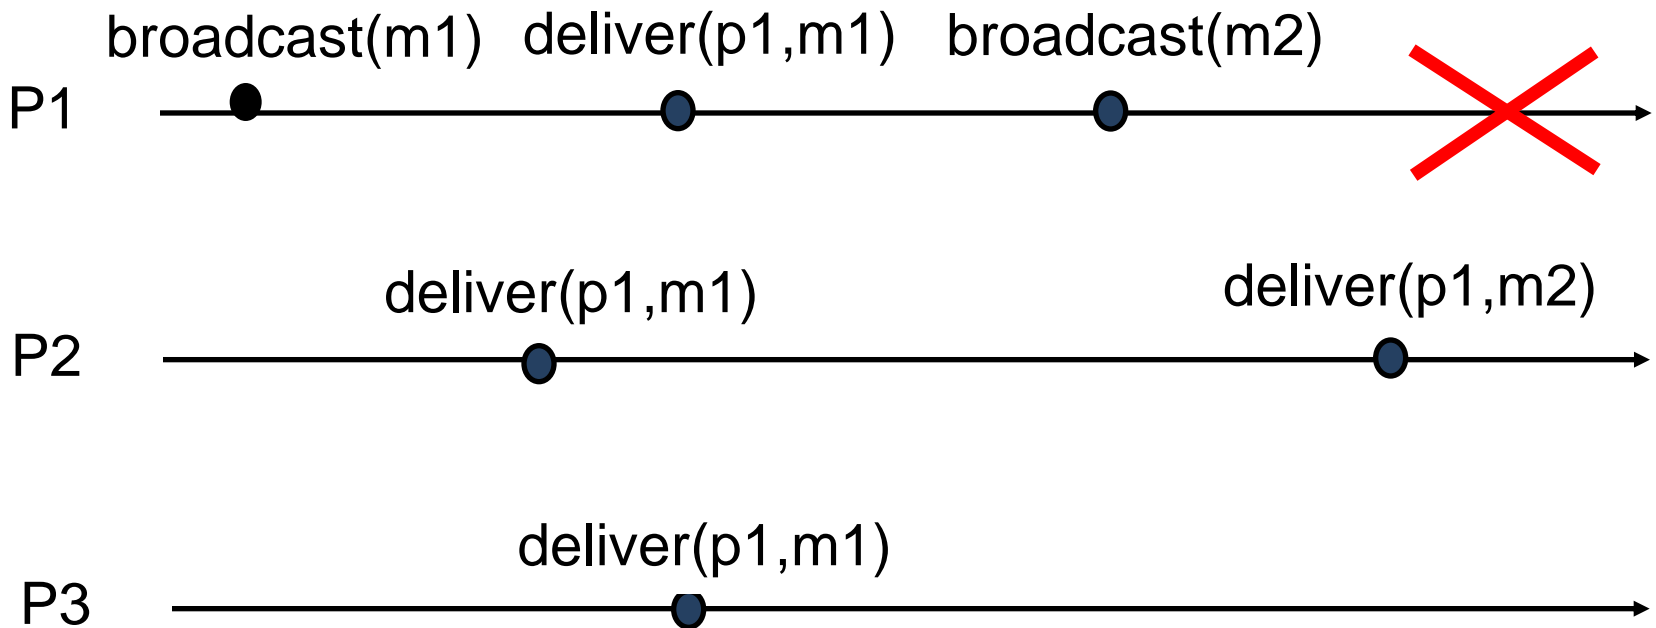 broadcast(m1) deliver(p1,m1) broadcast(m2)
P1
deliver(p1,m1) deliver(p1,m2)
P2
deliver(p1,m1)
P3